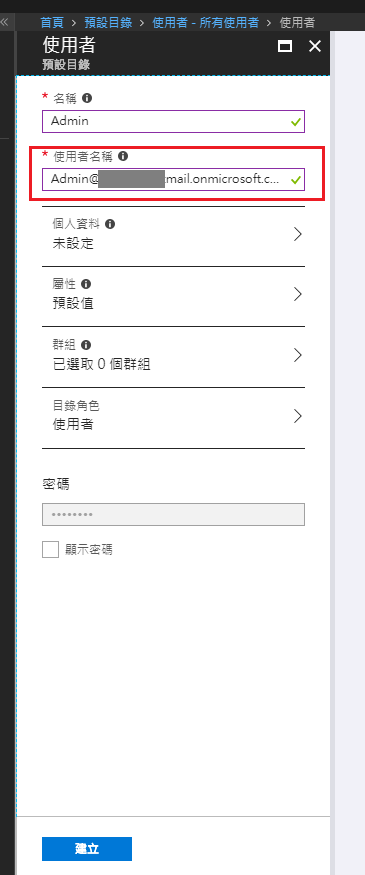 首頁 > 預設目錄 > 使用者 - 所有使用者 > 使用者
使用者
預設目錄
* 名稱
Admin
* 使用者名稱
Admin@ mail.onmicrosoft.c...
個人資料
未設定
屬性
預設值
群組
已選取 0 個群組
目錄角色
使用者
密碼
••••••••
顯示密碼
建立